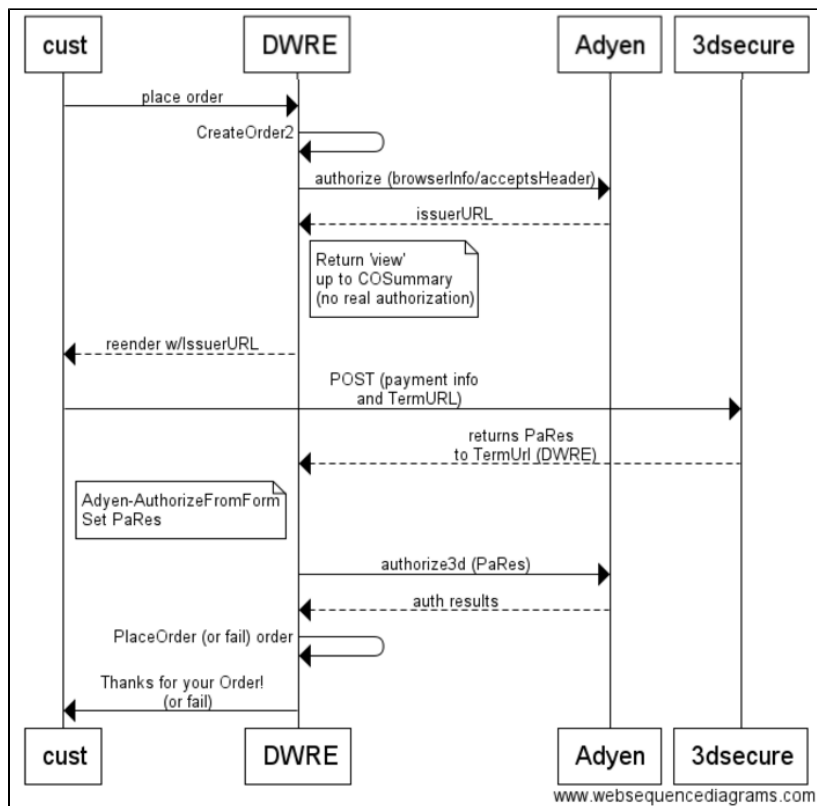 cust
DWRE
Adyen
3dsecure
place order
CreateOrder2
authorize (browserInfo/acceptsHeader)
issuerURL
Return 'view'
up to COSummary
(no real authorization)
reender w/IssuerURL
POST (payment info
and TermURL)
returns PaRes
to TermUrl (DWRE)
Adyen-AuthorizeFromForm
Set PaRes
authorize3d (PaRes)
auth results
PlaceOrder (or fail) order
Thanks for your Order!
(or fail)
cust
DWRE
Adyen
3dsecure
www.websequencediagrams.com